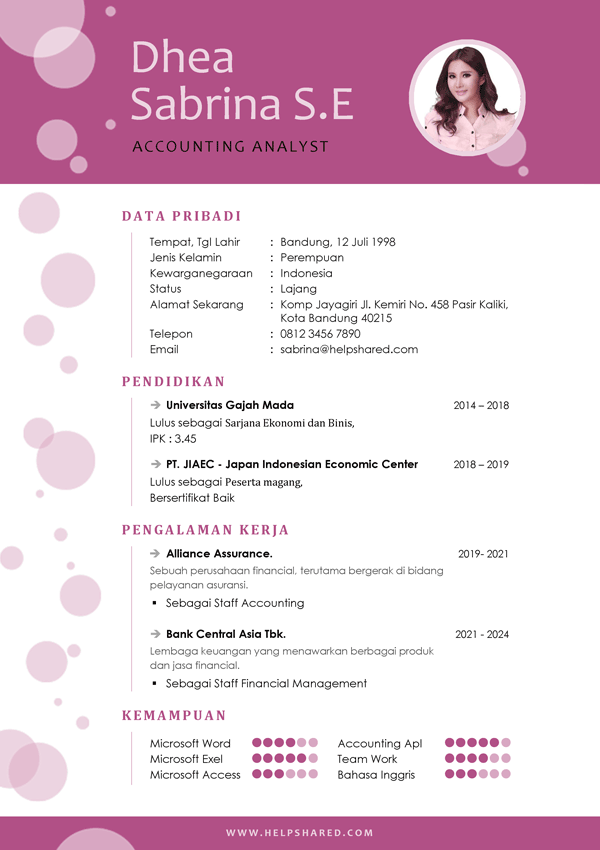 Dhea
Sabrina S.E
ACCOUNTING ANALYST
DATA PRIBADI
Tempat, Tgl Lahir : Bandung, 12 Juli 1998
Jenis Kelamin : Perempuan
Kewarganegaraan : Indonesia
Status : Lajang
Alamat Sekarang : Komp Jayagiri Jl. Kemiri No. 458 Pasir Kaliki,
Kota Bandung 40215
Telepon : 0812 3456 7890
Email : sabrina@helpshared.com
PENDIDIKAN
➔ Universitas Gajah Mada 2014 – 2018
Lulus sebagai Sarjana Ekonomi dan Binis,
IPK : 3.45
➔ PT. JIAEC - Japan Indonesian Economic Center 2018 – 2019
Lulus sebagai Peserta magang,
Bersertifikat Baik
PENGALAMAN KERJA
➔ Alliance Assurance. 2019- 2021
Sebuah perusahaan financial, terutama bergerak di bidang
pelayanan asuransi.
▪ Sebagai Staff Accounting
➔ Bank Central Asia Tbk. 2021 - 2024
Lembaga keuangan yang menawarkan berbagai produk
dan jasa financial.
▪ Sebagai Staff Financial Management
KEMAMPUAN
Microsoft Word Accounting Apl
Microsoft Exel Team Work
Microsoft Access Bahasa Inggris
WWW.HELPSHARED.COM